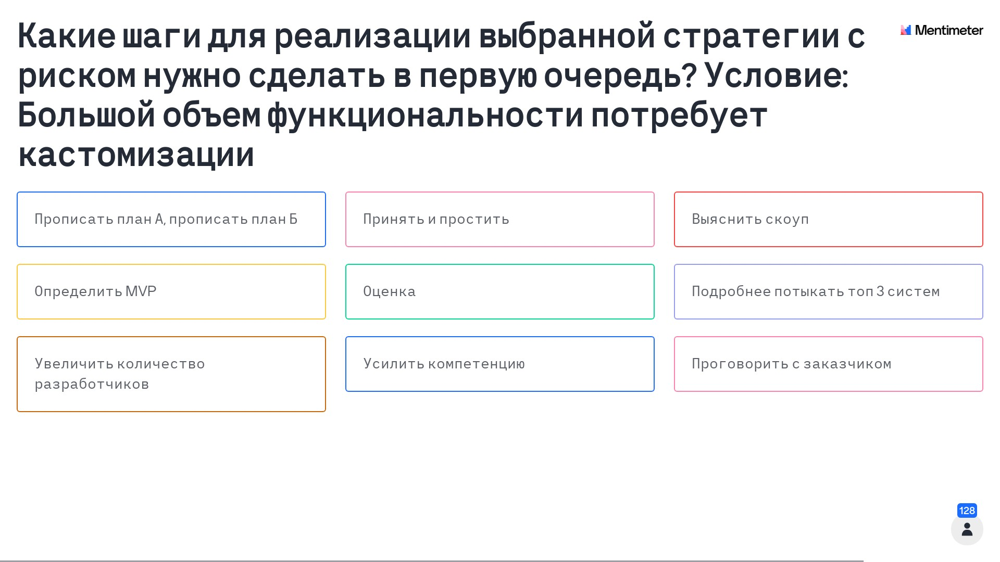 Какие шаги для реализации выбранной стратегии с
риском нужно сделать в первую очередь? Условие:
Большой объем функциональности потребует
кастомизации
Mentimeter
Прописать план А, прописать план Б
Принять и простить
Выяснить скоуп
Определить MVP
Оценка
Подробнее потыкать топ 3 систем
Увеличить количество
разработчиков
Усилить компетенцию
Проговорить с заказчиком
128